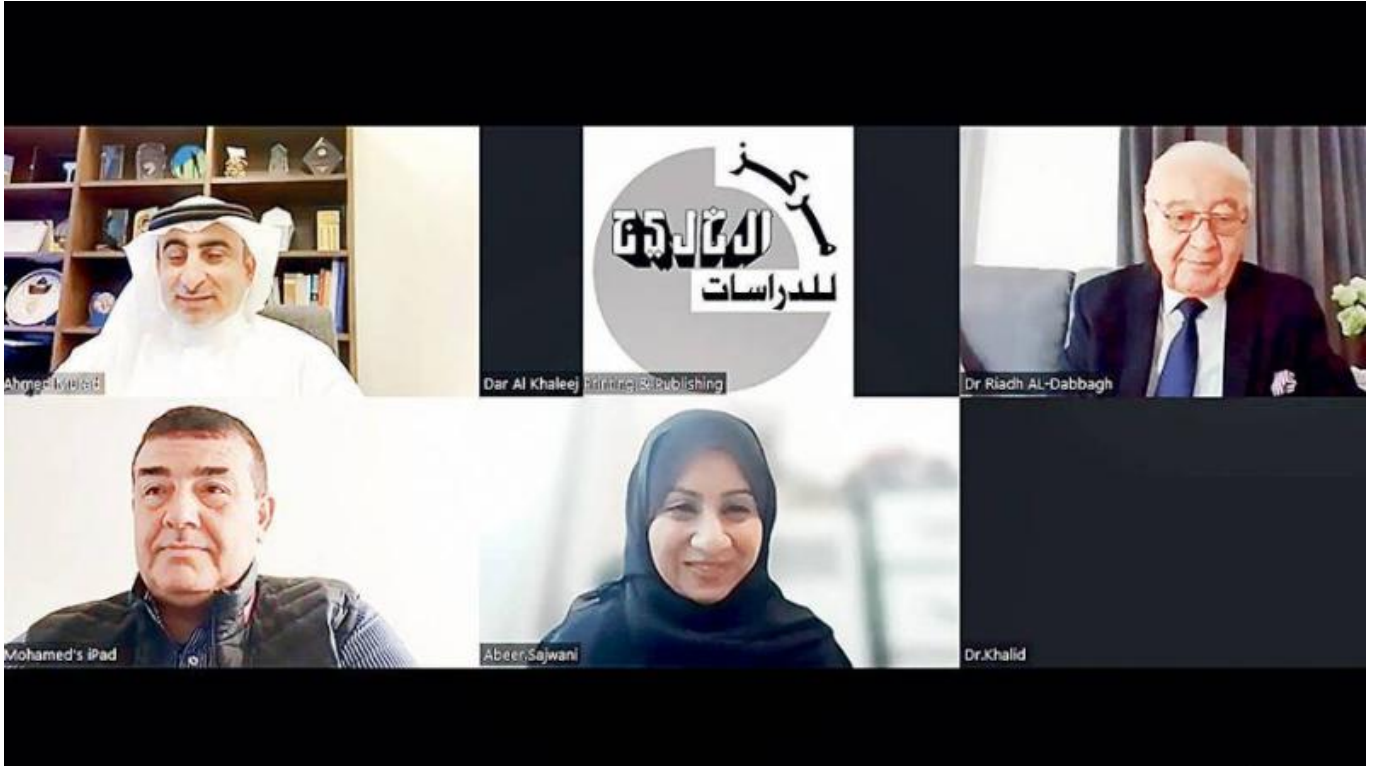 مركز
الخليج
للدراسات
Ahmed Murad
Dar Al Khaleej Printing & Publishing
Dr Riadh AL-Dabbagh
Mohamed's iPad
Abeer.Sajwani
Dr.Khalid